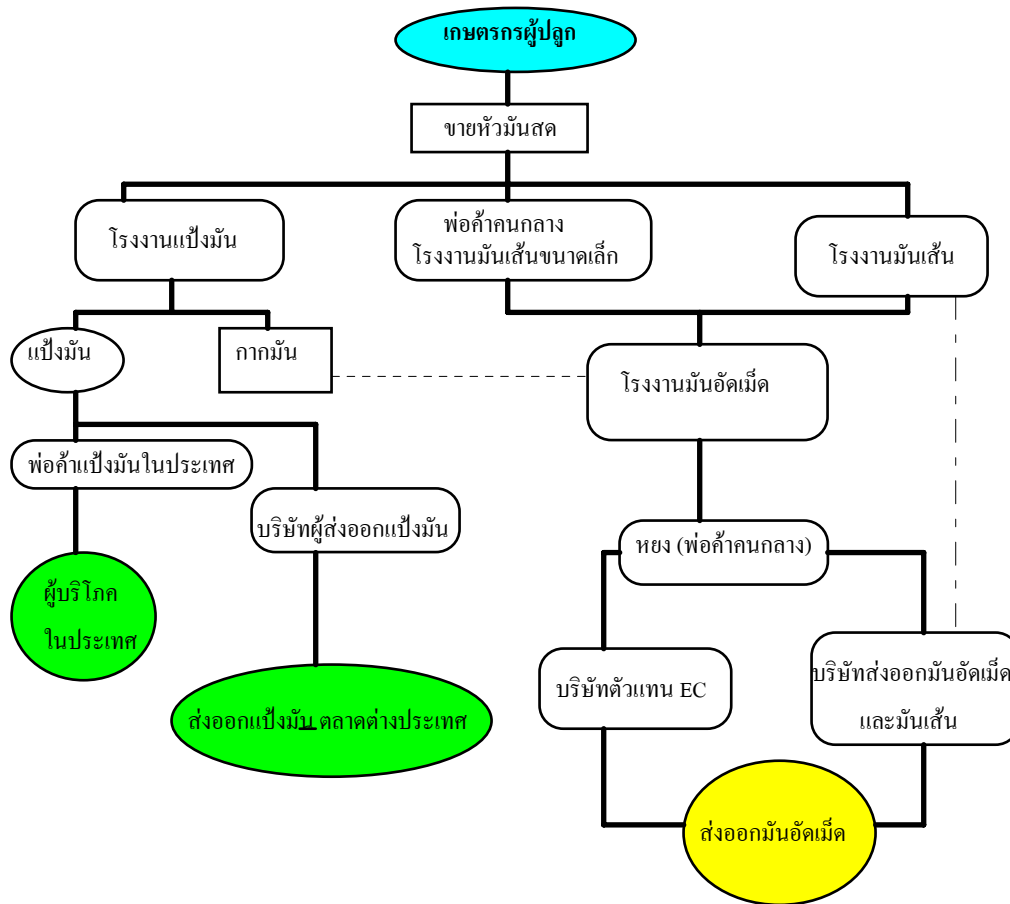 เกษตรกรผู้ปลูก
ขายหัวมันสด
โรงงานแป้งมัน
พ่อค้าคนกลาง
โรงงานมันเส้นขนาดเล็ก
โรงงานมันเส้น
แป้งมัน
กากมัน
โรงงานมันอัดเม็ด
พ่อค้าแป้งมันในประเทศ
บริษัทผู้ส่งออกแป้งมัน
หยง (พ่อค้าคนกลาง)
ผู้บริโภค
ในประเทศ
บริษัทตัวแทน EC
บริษัทส่งออกมันอัดเม็ด
และมันเส้น
ส่งออกแป้งมัน ตลาดต่างประเทศ
ส่งออกมันอัดเม็ด